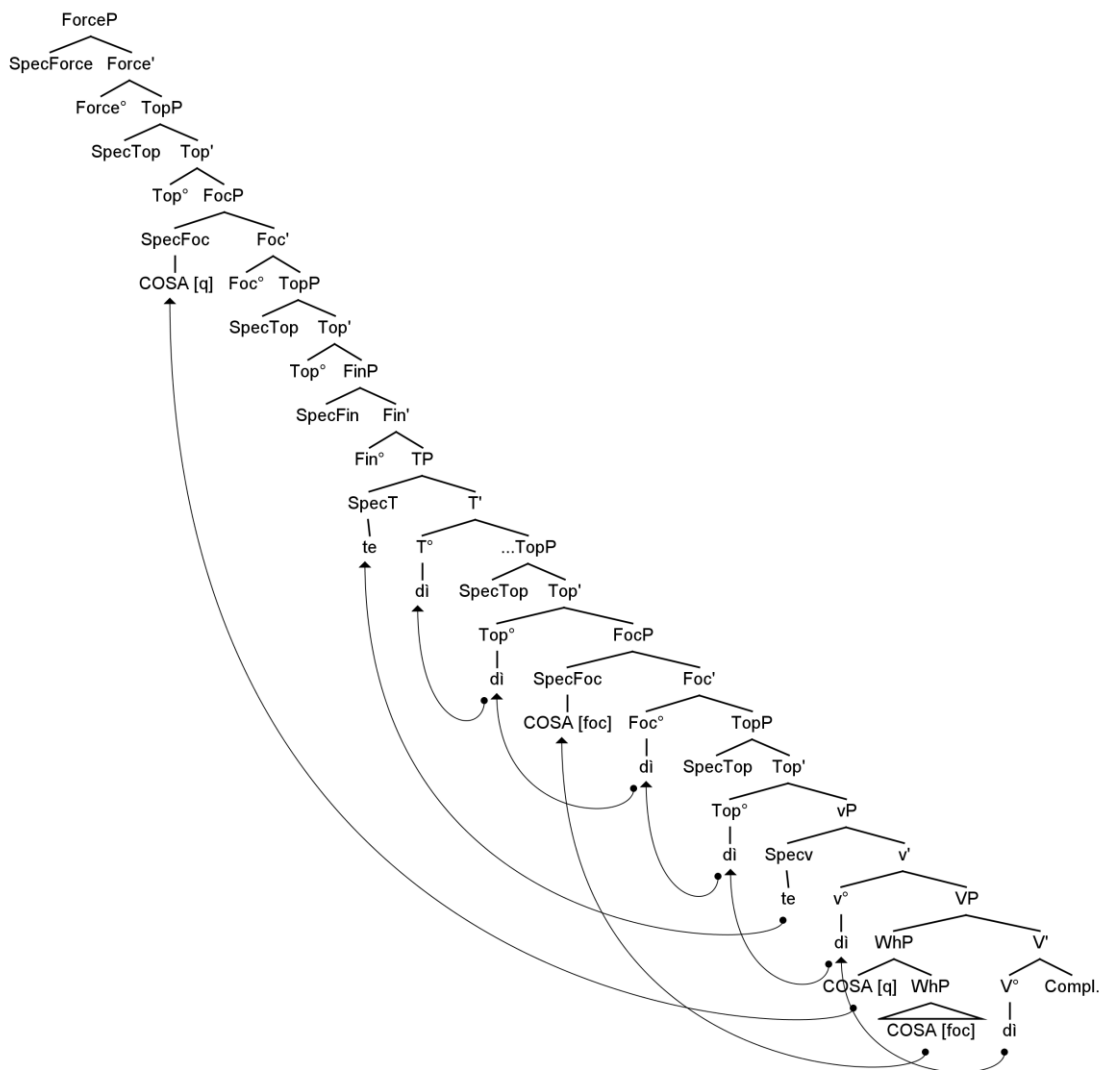 ForceP
SpecForce Force'
Force° TopP
SpecTop Top'
Top° FocP
SpecFoc Foc'
COSA [q] Foc° TopP
SpecTop Top'
Top° FinP
SpecFin Fin'
Fin° TP
SpecT T'
te T° ...TopP
dì SpecTop Top'
Top° FocP
dì SpecFoc Foc'
COSA [foc] Foc° TopP
dì SpecTop Top'
Top° vP
dì Specv v'
te v° VP
dì WhP V'
COSA [q] WhP V° Compl.
COSA [foc] dì